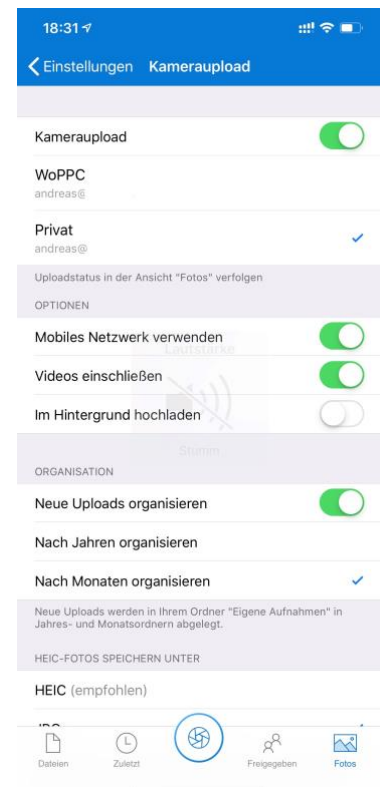 18:31
Einstellungen Kameraupload
Kameraupload
WoPPC
andreas@
Privat
andreas@
Uploadstatus in der Ansicht "Fotos" verfolgen
OPTIONEN
Mobiles Netzwerk verwenden
Lautstärke
Videos einschließen
Im Hintergrund hochladen
Stumm
ORGANISATION
Neue Uploads organisieren
Nach Jahren organisieren
Nach Monaten organisieren
Neue Uploads werden in Ihrem Ordner "Eigene Aufnahmen" in
Jahres- und Monatsordnern abgelegt.
HEIC-FOTOS SPEICHERN UNTER
HEIC (empfohlen)
Dateien Zuletzt Freigegeben Fotos